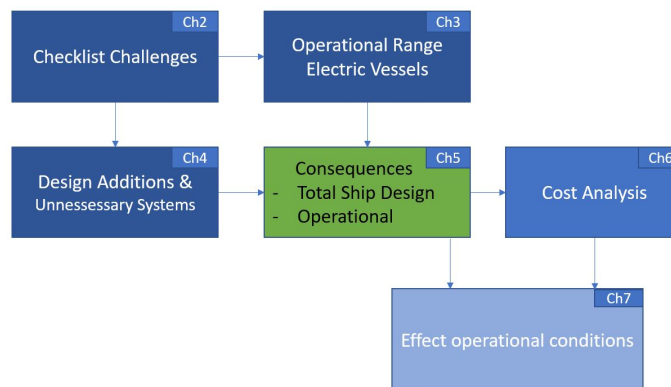 Ch2
Checklist Challenges
Ch3
Operational Range
Electric Vessels
Ch4
Design Additions &
Unnessessary Systems
Ch5
Consequences
- Total Ship Design
- Operational
Ch6
Cost Analysis
Ch7
Effect operational conditions